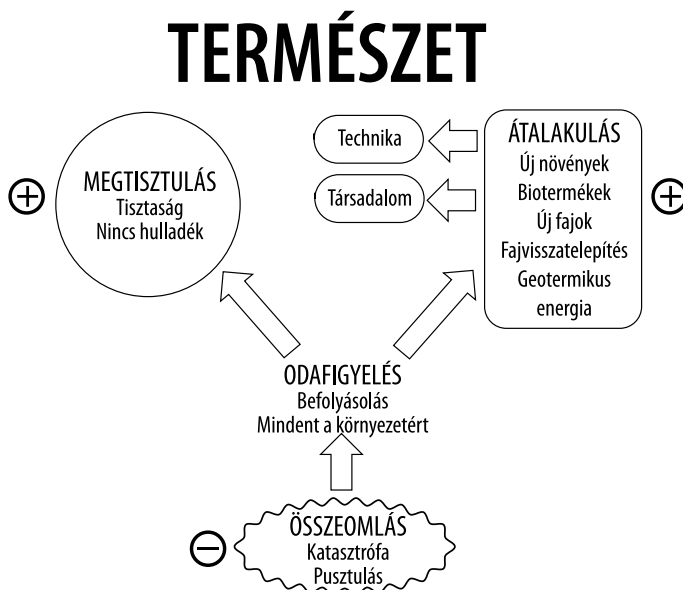 TERMÉSZET
MEGTISZTULÁS
Tisztaság
Nincs hulladék
Technika
Társadalom
ÁTALAKULÁS
Új növények
Biotermékek
Új fajok
Fajvisszatelepítés
Geotermikus
energia
ODAFIGYELÉS
Befolyásolás
Mindent a környezetért
ÖSSZEOMLÁS
Katasztrófa
Pusztulás